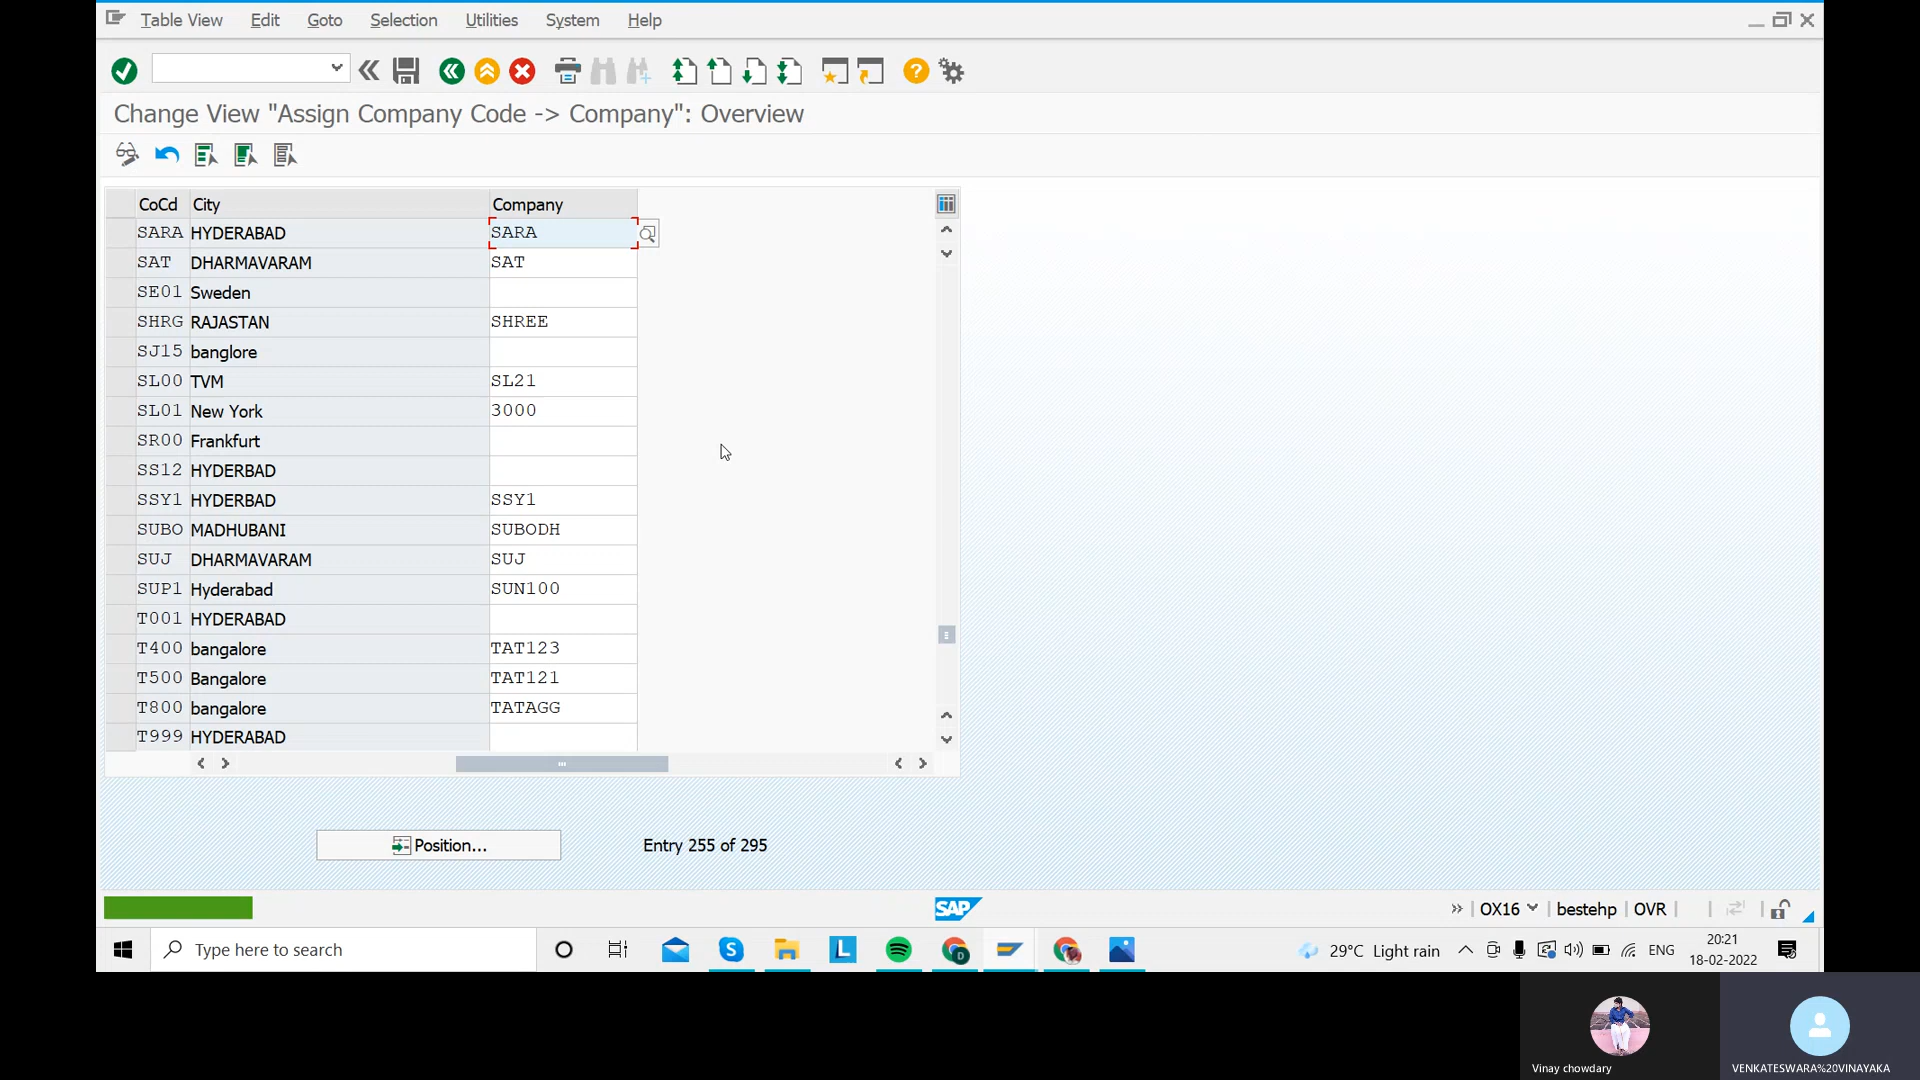 Table View Edit Goto Selection Utilities System Help
Change View "Assign Company Code -> Company": Overview
CoCd City Company
SARA HYDERABAD SARA
SAT DHARMAVARAM SAT
SE01 Sweden
SHRG RAJASTAN SHREE
SJ15 banglore
SL00 TVM SL21
SL01 New York 3000
SR00 Frankfurt
SS12 HYDERBAD
SSY1 HYDERBAD SSY1
SUBO MADHUBANI SUBODH
SUJ DHARMAVARAM SUJ
SUP1 Hyderabad SUN100
T001 HYDERABAD
T400 bangalore TAT123
T500 Bangalore TAT121
T800 bangalore TATAGG
T999 HYDERABAD
Position... Entry 255 of 295
SAP OX16 bestehp OVR
Type here to search 29°C Light rain ENG 20:21
18-02-2022
Vinay chowdary VENKATESWARA%20VINAYAKA